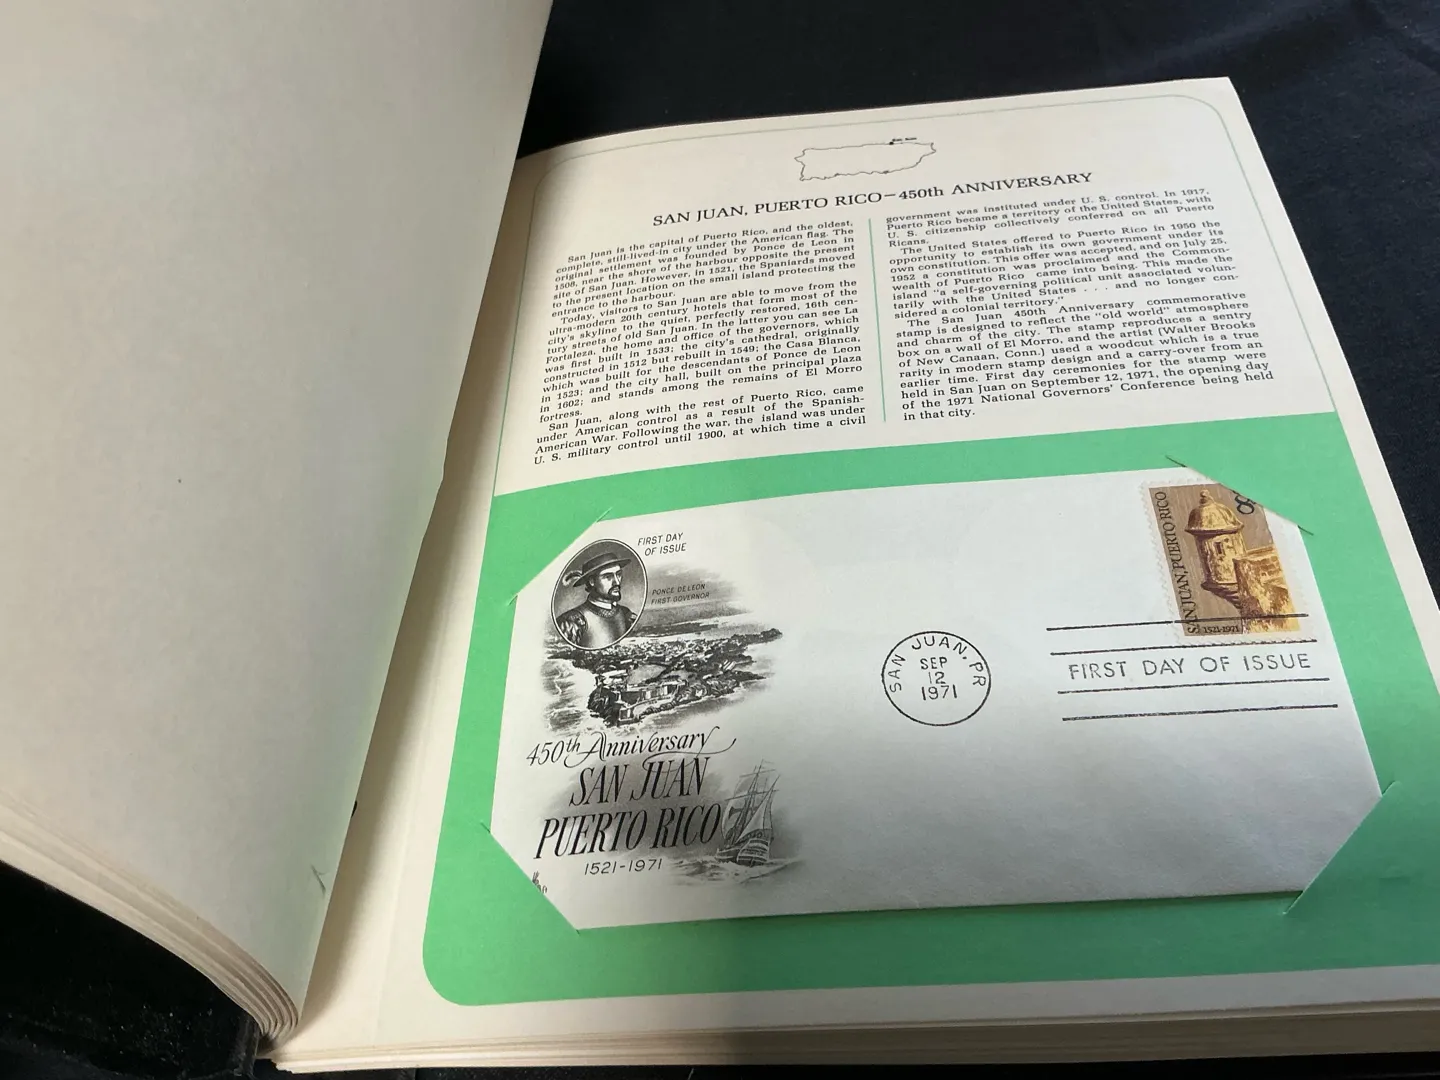 SAN JUAN, PUERTO RICO—450th ANNIVERSARY
San Juan is the capital of Puerto Rico, and the oldest,
complete, still-lived-in city under the American flag. The
original settlement was founded by Ponce de Leon in
1508, near the shore of the harbour opposite the present
site of San Juan. However, in 1521, the Spaniards moved
to the present location on the small island protecting the
entrance to the harbour.
Today, visitors to San Juan are able to move from the
ultra-modern 20th century hotels that form most of the
city's skyline to the quiet, perfectly restored, 16th cen-
tury streets of old San Juan. In the latter you can see La
Fortaleza, the home and office of the governors, which
was first built in 1533; the city's cathedral, originally
constructed in 1512 but rebuilt in 1549; the Casa Blanca,
which was built for the descendants of Ponce de Leon
in 1523; and the city hall, built on the principal plaza
in 1602; and stands among the remains of El Morro
fortress.
San Juan, along with the rest of Puerto Rico, came
under American control as a result of the Spanish-
American War. Following the war, the island was under
U. S. military control until 1900, at which time a civil
government was instituted under U. S. control. In 1917,
Puerto Rico became a territory of the United States, with
U. S. citizenship collectively conferred on all Puerto
Ricans.
The United States offered to Puerto Rico in 1950 the
opportunity to establish its own government under its
own constitution. This offer was accepted, and on July 25,
1952 a constitution was proclaimed and the Common-
wealth of Puerto Rico came into being. This made the
island "a self-governing political unit associated volun-
tarily with the United States . . . and no longer con-
sidered a colonial territory."
The San Juan 450th Anniversary commemorative
stamp is designed to reflect the "old world" atmosphere
and charm of the city. The stamp reproduces a sentry
box on a wall of El Morro, and the artist (Walter Brooks
of New Canaan, Conn.) used a woodcut which is a true
rarity in modern stamp design and a carry-over from an
earlier time. First day ceremonies for the stamp were
held in San Juan on September 12, 1971, the opening day
of the 1971 National Governors' Conference being held
in that city.
FIRST DAY
OF ISSUE
PONCE DE LEON
FIRST GOVERNOR
450th Anniversary
SAN JUAN
PUERTO RICO
1521-1971
SAN JUAN, PR
SEP
12
1971
SAN JUAN, PUERTO RICO
1521-1971
8
FIRST DAY OF ISSUE